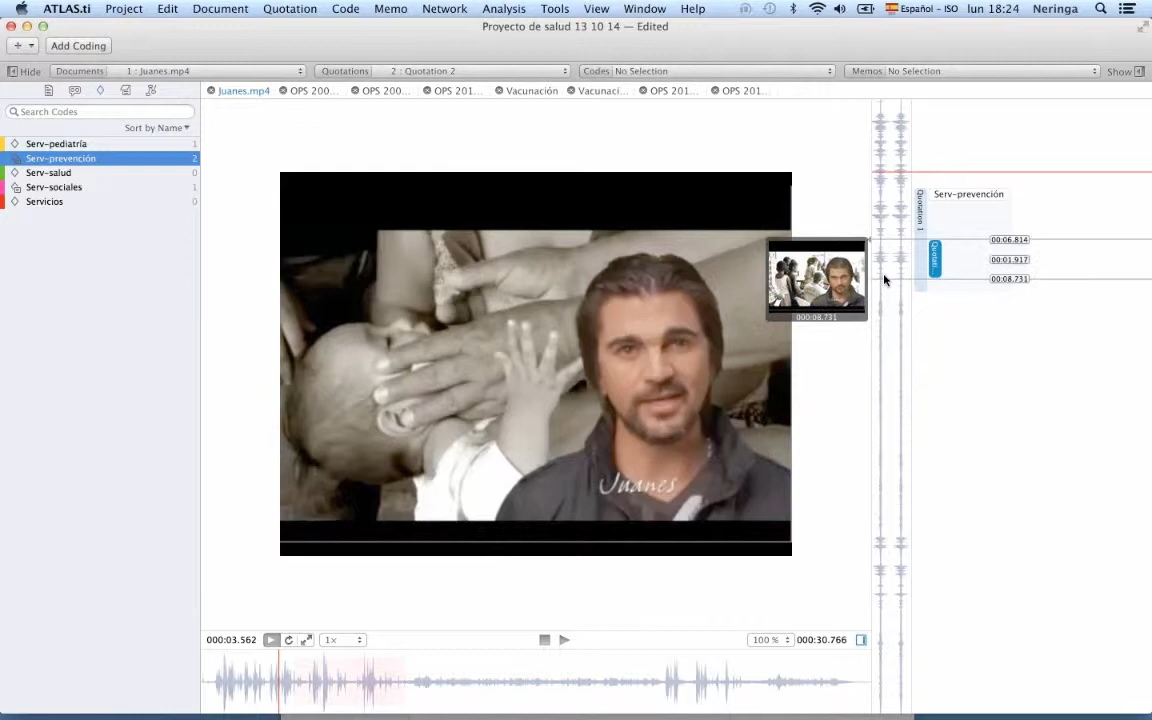 ATLAS.ti Project Edit Document Quotation Code Memo Network Analysis Tools View Window Help Español – ISO lun 18:24 Neringa
Proyecto de salud 13 10 14 — Edited
+ Add Coding
Hide Documents 1 : Juanes.mp4 Quotations 2 : Quotation 2 Codes No Selection Memos No Selection Show
Juanes.mp4 OPS 200... OPS 200... OPS 201... Vacunación Vacunaci... OPS 201... OPS 201...
Search Codes
Sort by Name
Serv-pediatría 1
Serv-prevención 2
Serv-salud 0
Serv-sociales 1
Servicios 0
Juanes
000:08.731
Quotation 1
Serv-prevención
Quotati...
00:06.814
00:01.917
00:08.731
000:03.562 1x 100 % 000:30.766